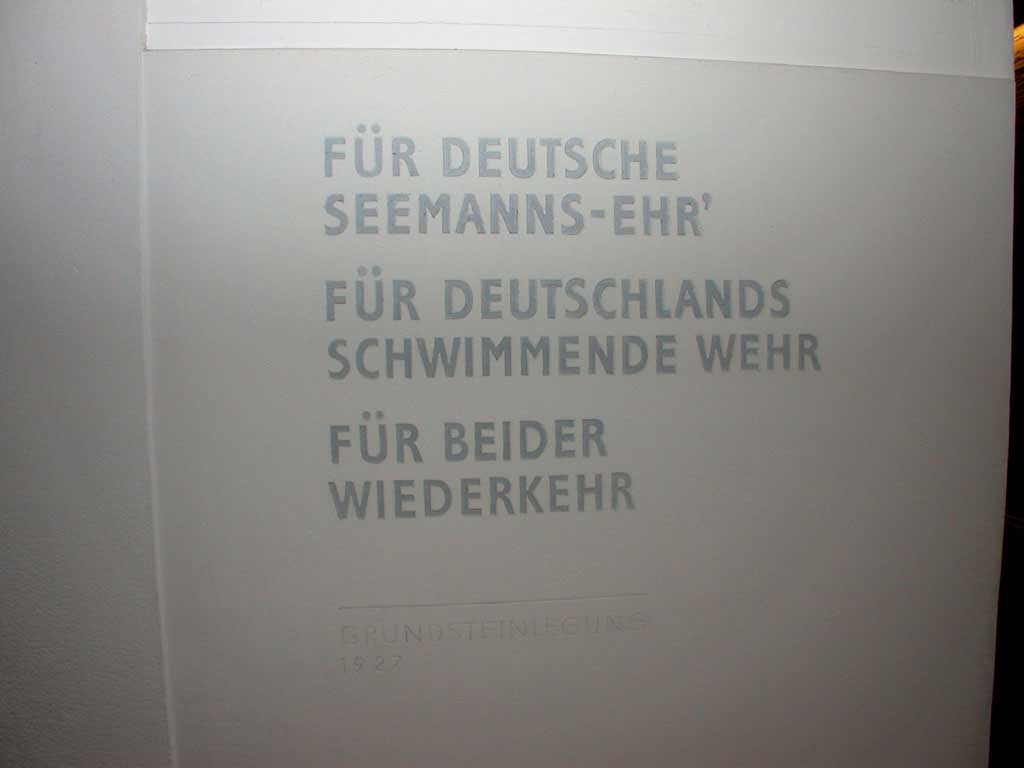 FÜR DEUTSCHE
SEEMANNS-EHR'
FÜR DEUTSCHLANDS
SCHWIMMENDE WEHR
FÜR BEIDER
WIEDERKEHR
GRUNDSTEINLEGUNG
1927